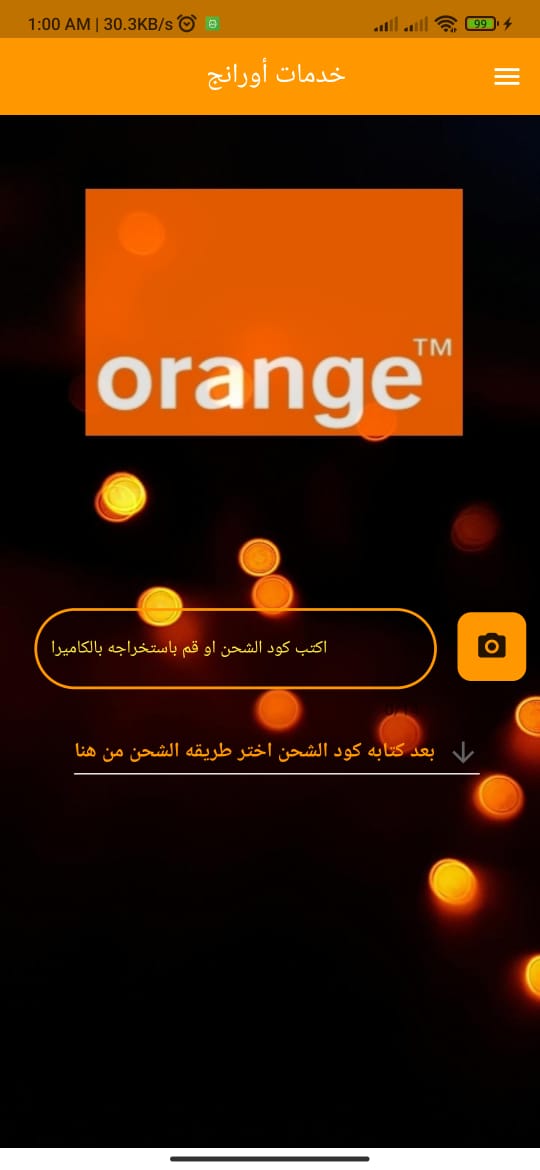 1:00 AM | 30.3KB/s
99
خدمات أورانج
orange™
اكتب كود الشحن او قم باستخراجه بالكاميرا
بعد كتابه كود الشحن اختر طريقه الشحن من هنا